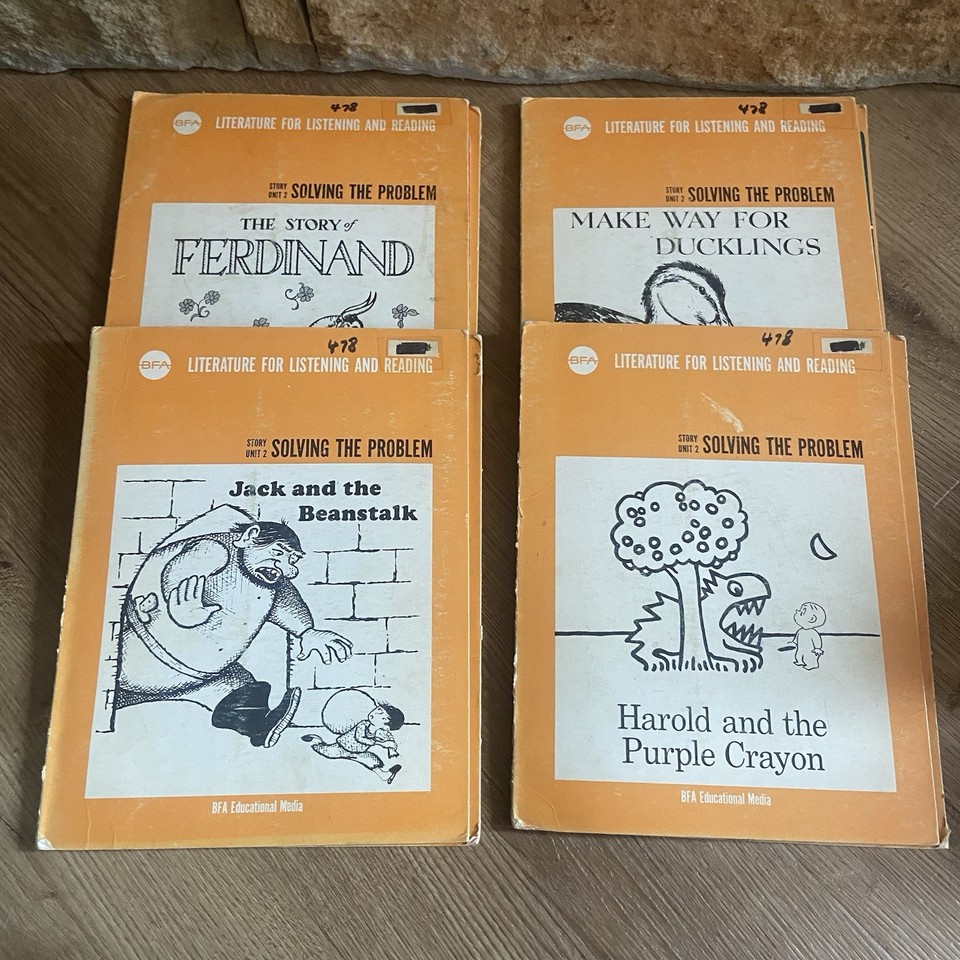 478
BFA
LITERATURE FOR LISTENING AND READING
STORY
UNIT 2 SOLVING THE PROBLEM
THE STORY of
FERDINAND
478
BFA
LITERATURE FOR LISTENING AND READING
STORY
UNIT 2 SOLVING THE PROBLEM
MAKE WAY FOR
DUCKLINGS
478
BFA
LITERATURE FOR LISTENING AND READING
STORY
UNIT 2 SOLVING THE PROBLEM
Jack and the
Beanstalk
BFA Educational Media
478
BFA
LITERATURE FOR LISTENING AND READING
STORY
UNIT 2 SOLVING THE PROBLEM
Harold and the
Purple Crayon
BFA Educational Media